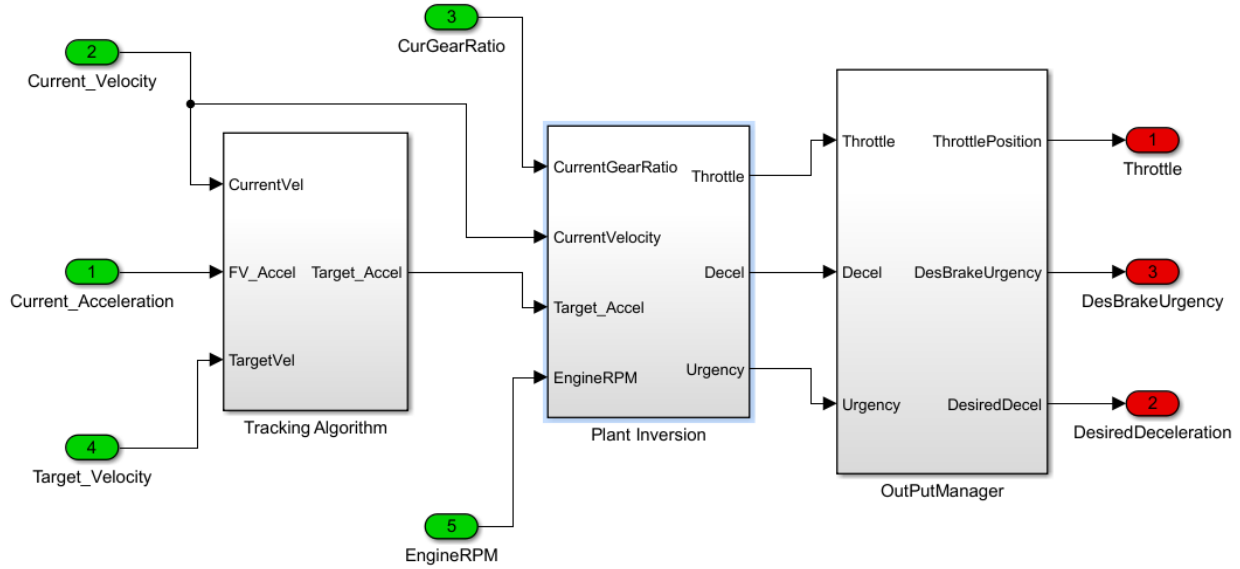 3
CurGearRatio
2
Current_Velocity
CurrentVel
FV_Accel
Target_Accel
TargetVel
Tracking Algorithm
1
Current_Acceleration
4
Target_Velocity
CurrentGearRatio
Throttle
CurrentVelocity
Decel
Target_Accel
Urgency
EngineRPM
Plant Inversion
5
EngineRPM
Throttle
ThrottlePosition
Decel
DesBrakeUrgency
Urgency
DesiredDecel
OutPutManager
1
Throttle
3
DesBrakeUrgency
2
DesiredDeceleration